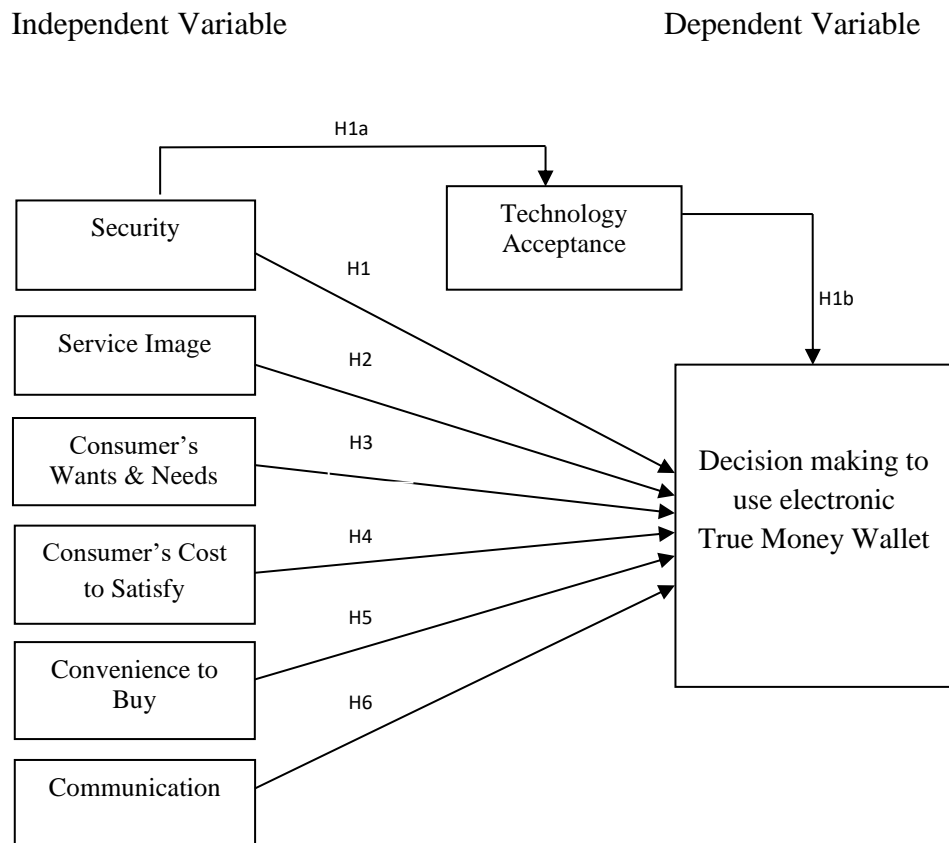 Independent Variable
Dependent Variable
H1a
Security
Technology
Acceptance
H1
H1b
Service Image
H2
Consumer's
Wants & Needs
H3
Decision making to
use electronic
True Money Wallet
Consumer's Cost
to Satisfy
H4
Convenience to
Buy
H5
H6
Communication